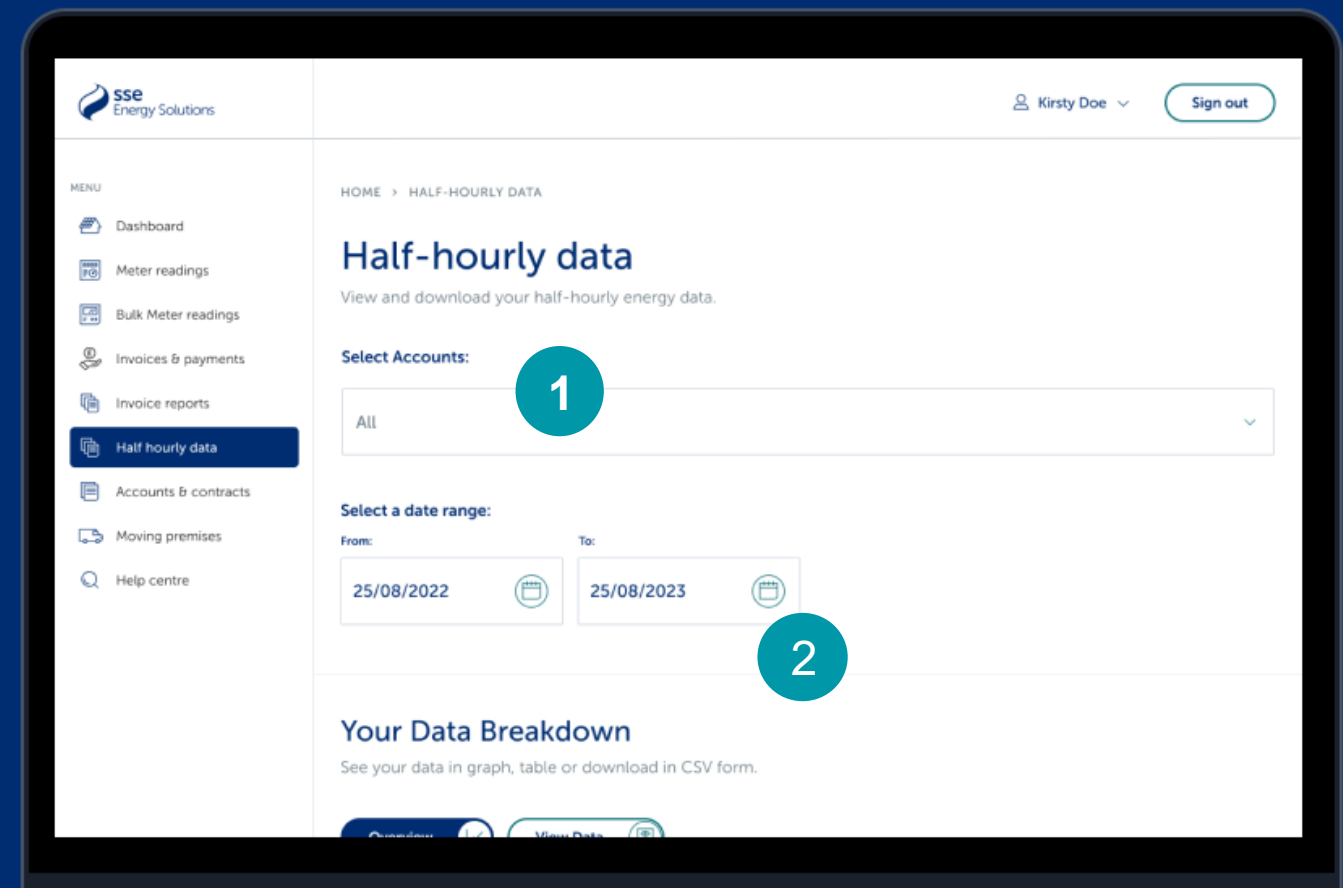 sse
Energy Solutions
Kirsty Doe
Sign out
MENU
Dashboard
Meter readings
Bulk Meter readings
Invoices & payments
Invoice reports
Half hourly data
Accounts & contracts
Moving premises
Help centre
HOME > HALF-HOURLY DATA
Half-hourly data
View and download your half-hourly energy data.
Select Accounts:
1
All
Select a date range:
From:
To:
25/08/2022
25/08/2023
2
Your Data Breakdown
See your data in graph, table or download in CSV form.
Overview
View Data